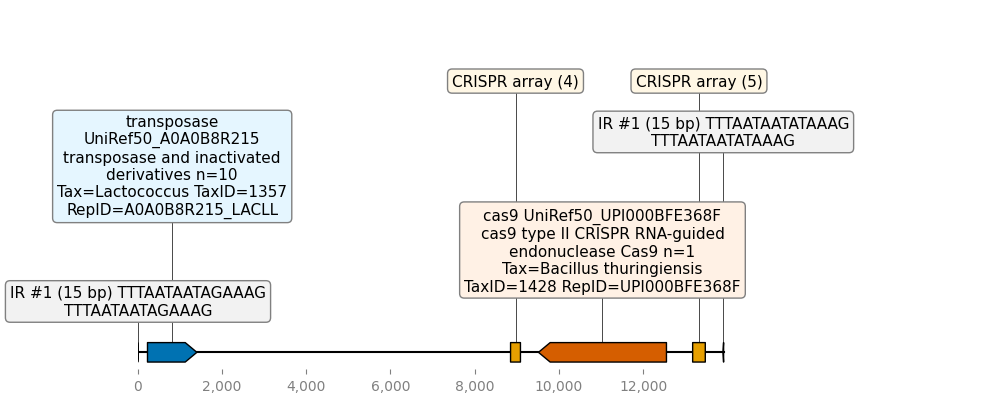 CRISPR array (4)
CRISPR array (5)
transposase
UniRef50_A0A0B8R215
transposase and inactivated
derivatives n=10
Tax=Lactococcus TaxID=1357
RepID=A0A0B8R215_LACLL
IR #1 (15 bp) TTTAATAATATAAAG
TTTAATAATATAAAG
cas9 UniRef50_UPI000BFE368F
cas9 type II CRISPR RNA-guided
endonuclease Cas9 n=1
Tax=Bacillus thuringiensis
TaxID=1428 RepID=UPI000BFE368F
IR #1 (15 bp) TTTAATAATAGAAAG
TTTAATAATAGAAAG
0
2,000
4,000
6,000
8,000
10,000
12,000